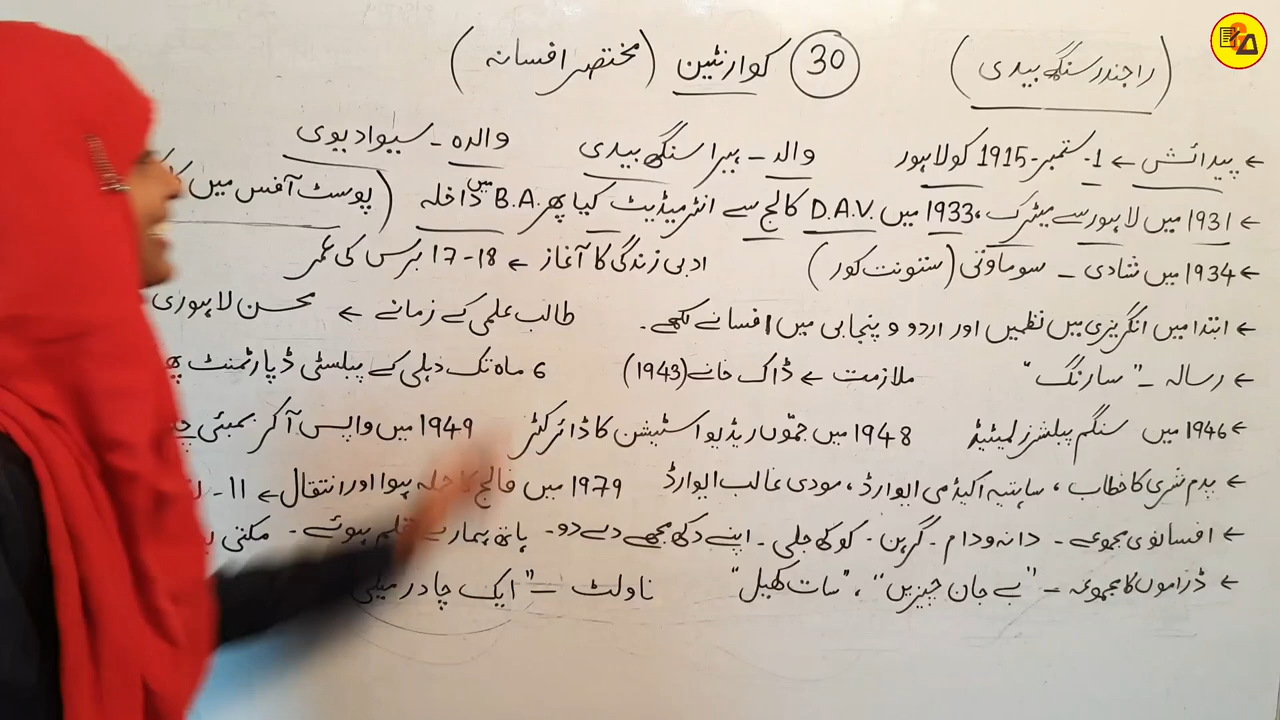 (راجندر سنگھ بیدی) 30 کوارنٹین (مختصر افسانہ)
← پیدائش ← 1 - ستمبر - 1915 کو لاہور والد - ہیرا سنگھ بیدی والدہ - سیوا دیوی
← 1931 میں لاہور سے میٹرک، 1933 میں D.A.V. کالج سے انٹرمیڈیٹ کیا پھر B.A. میں داخلہ (پوسٹ آفس میں
← 1934 میں شادی - سوماوتی (ستونت کور) ادبی زندگی کا آغاز ← 18-17 برس کی عمر
← ابتدا میں انگریزی میں نظمیں اور اردو و پنجابی میں افسانے لکھے۔ طالب علمی کے زمانے ← محسن لاہوری
← رسالہ - "سارنگ" ملازمت ← ڈاک خانے (1943) 6 ماہ تک دہلی کے پبلسٹی ڈپارٹمنٹ
← 1946 میں سنگم پبلشرز لمیٹیڈ 1948 میں جموّں ریڈیو اسٹیشن کا ڈائرکٹر 1949 میں واپس آکر بمبئی
← پدم شری کا خطاب، ساہتیہ اکیڈمی ایوارڈ، مودی غالب ایوارڈ 1979 میں فالج کا حملہ ہوا اور انتقال ← 11 -
← افسانوی مجموعے - دانہ و دام - گرہن - کوکھ جلی - اپنے دکھ مجھے دے دو - ہاتھ ہمارے قلم ہوئے - مکتی
← ڈراموں کا مجموعہ - "بے جان چیزیں"، "سات کھیل" ناولٹ - "ایک چادر میلی